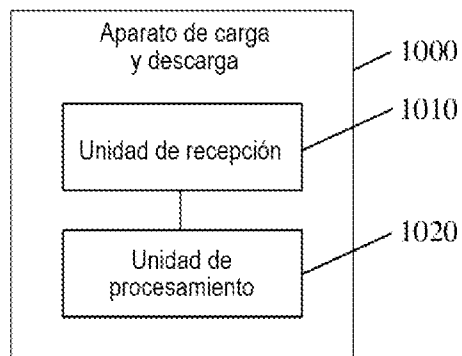 Aparato de carga
y descarga
1000
1010
Unidad de recepción
1020
Unidad de
procesamiento